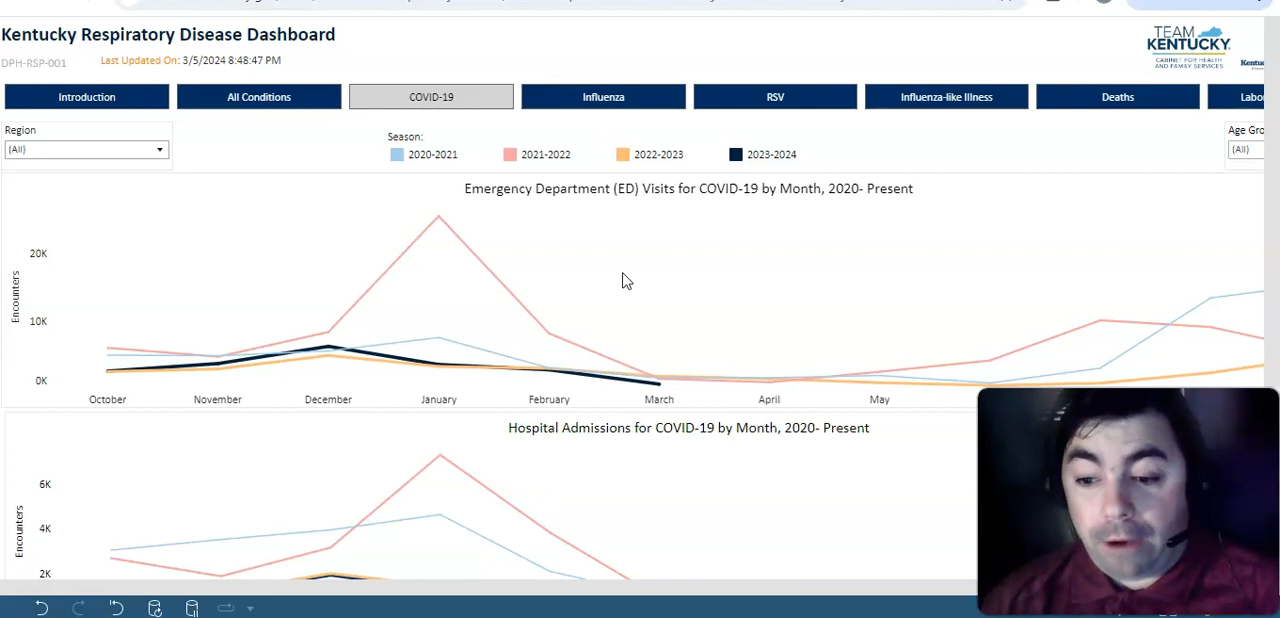 Kentucky Respiratory Disease Dashboard
DPH-RSP-001
Last Updated On: 3/5/2024 8:48:47 PM
TEAM
KENTUCKY.
CABINET FOR HEALTH
AND FAMILY SERVICES
Introduction
All Conditions
COVID-19
Influenza
RSV
Influenza-like Illness
Deaths
Labo
Region
(All)
Season:
2020-2021
2021-2022
2022-2023
2023-2024
Age Gro
(All)
Emergency Department (ED) Visits for COVID-19 by Month, 2020- Present
Encounters
20K
10K
0K
October
November
December
January
February
March
April
May
Hospital Admissions for COVID-19 by Month, 2020- Present
Encounters
6K
4K
2K